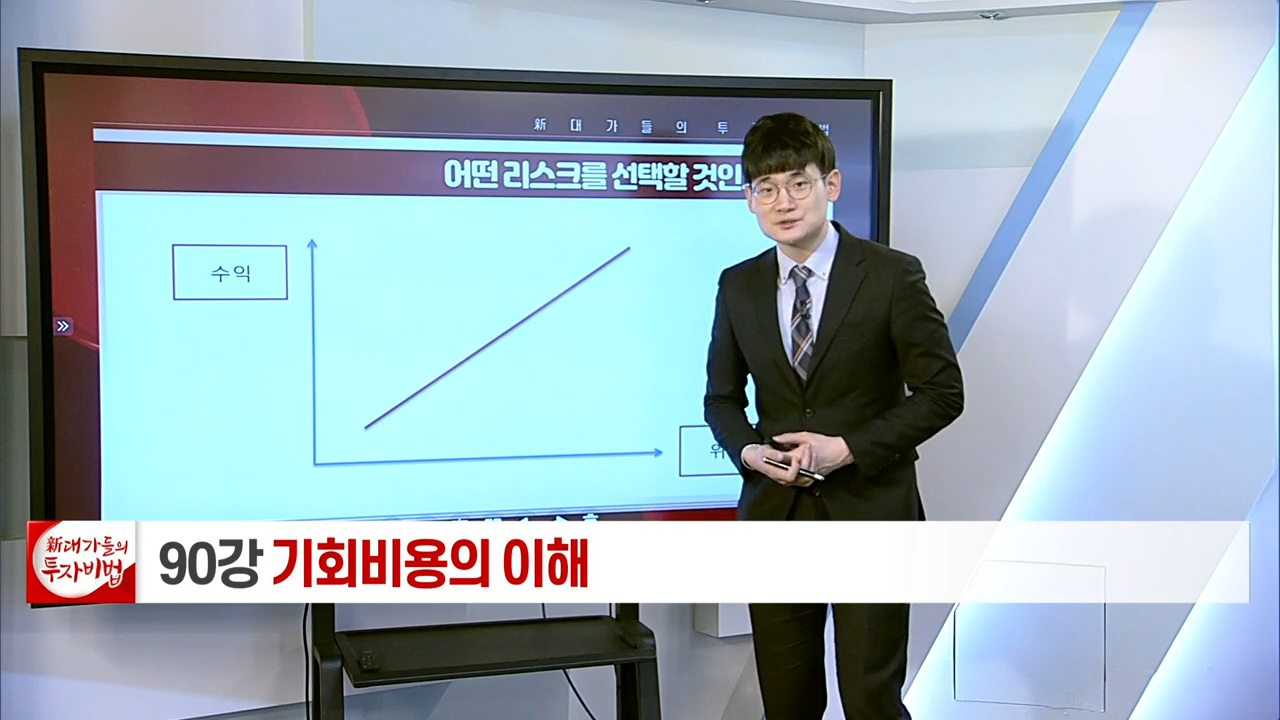 新 대 가 들 의 투 법
어떤 리스크를 선택할 것인
수익
위
新대가들의
투자비법
90강 기회비용의 이해